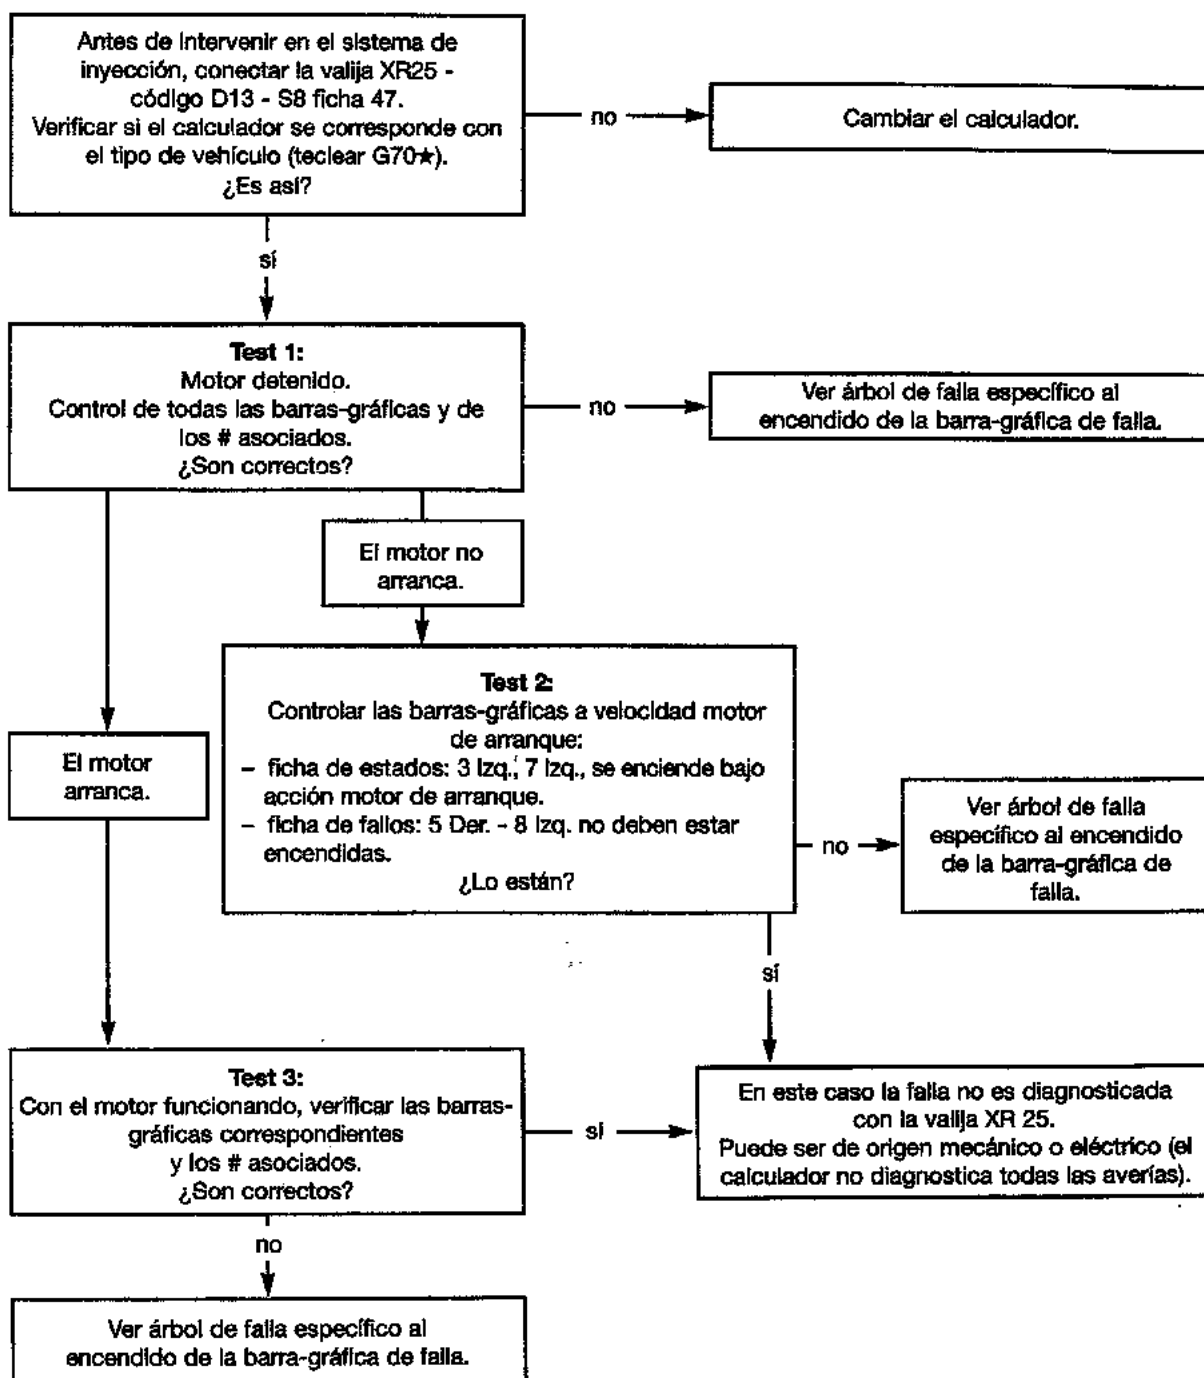 Antes de intervenir en el sistema de
inyección, conectar la valija XR25 -
código D13 - S8 ficha 47.
Verificar si el calculador se corresponde con
el tipo de vehículo (teclear G70★).
¿Es así?
no
Cambiar el calculador.
sí
Test 1:
Motor detenido.
Control de todas las barras-gráficas y de
los # asociados.
¿Son correctos?
no
Ver árbol de falla específico al
encendido de la barra-gráfica de falla.
El motor no
arranca.
Test 2:
Controlar las barras-gráficas a velocidad motor
de arranque:
– ficha de estados: 3 Izq., 7 Izq., se enciende bajo
acción motor de arranque.
– ficha de fallos: 5 Der. - 8 Izq. no deben estar
encendidas.
¿Lo están?
El motor
arranca.
no
Ver árbol de falla
específico al encendido
de la barra-gráfica de
falla.
sí
Test 3:
Con el motor funcionando, verificar las barras-
gráficas correspondientes
y los # asociados.
¿Son correctos?
sí
En este caso la falla no es diagnosticada
con la valija XR 25.
Puede ser de origen mecánico o eléctrico (el
calculador no diagnostica todas las averías).
no
Ver árbol de falla específico al
encendido de la barra-gráfica de falla.